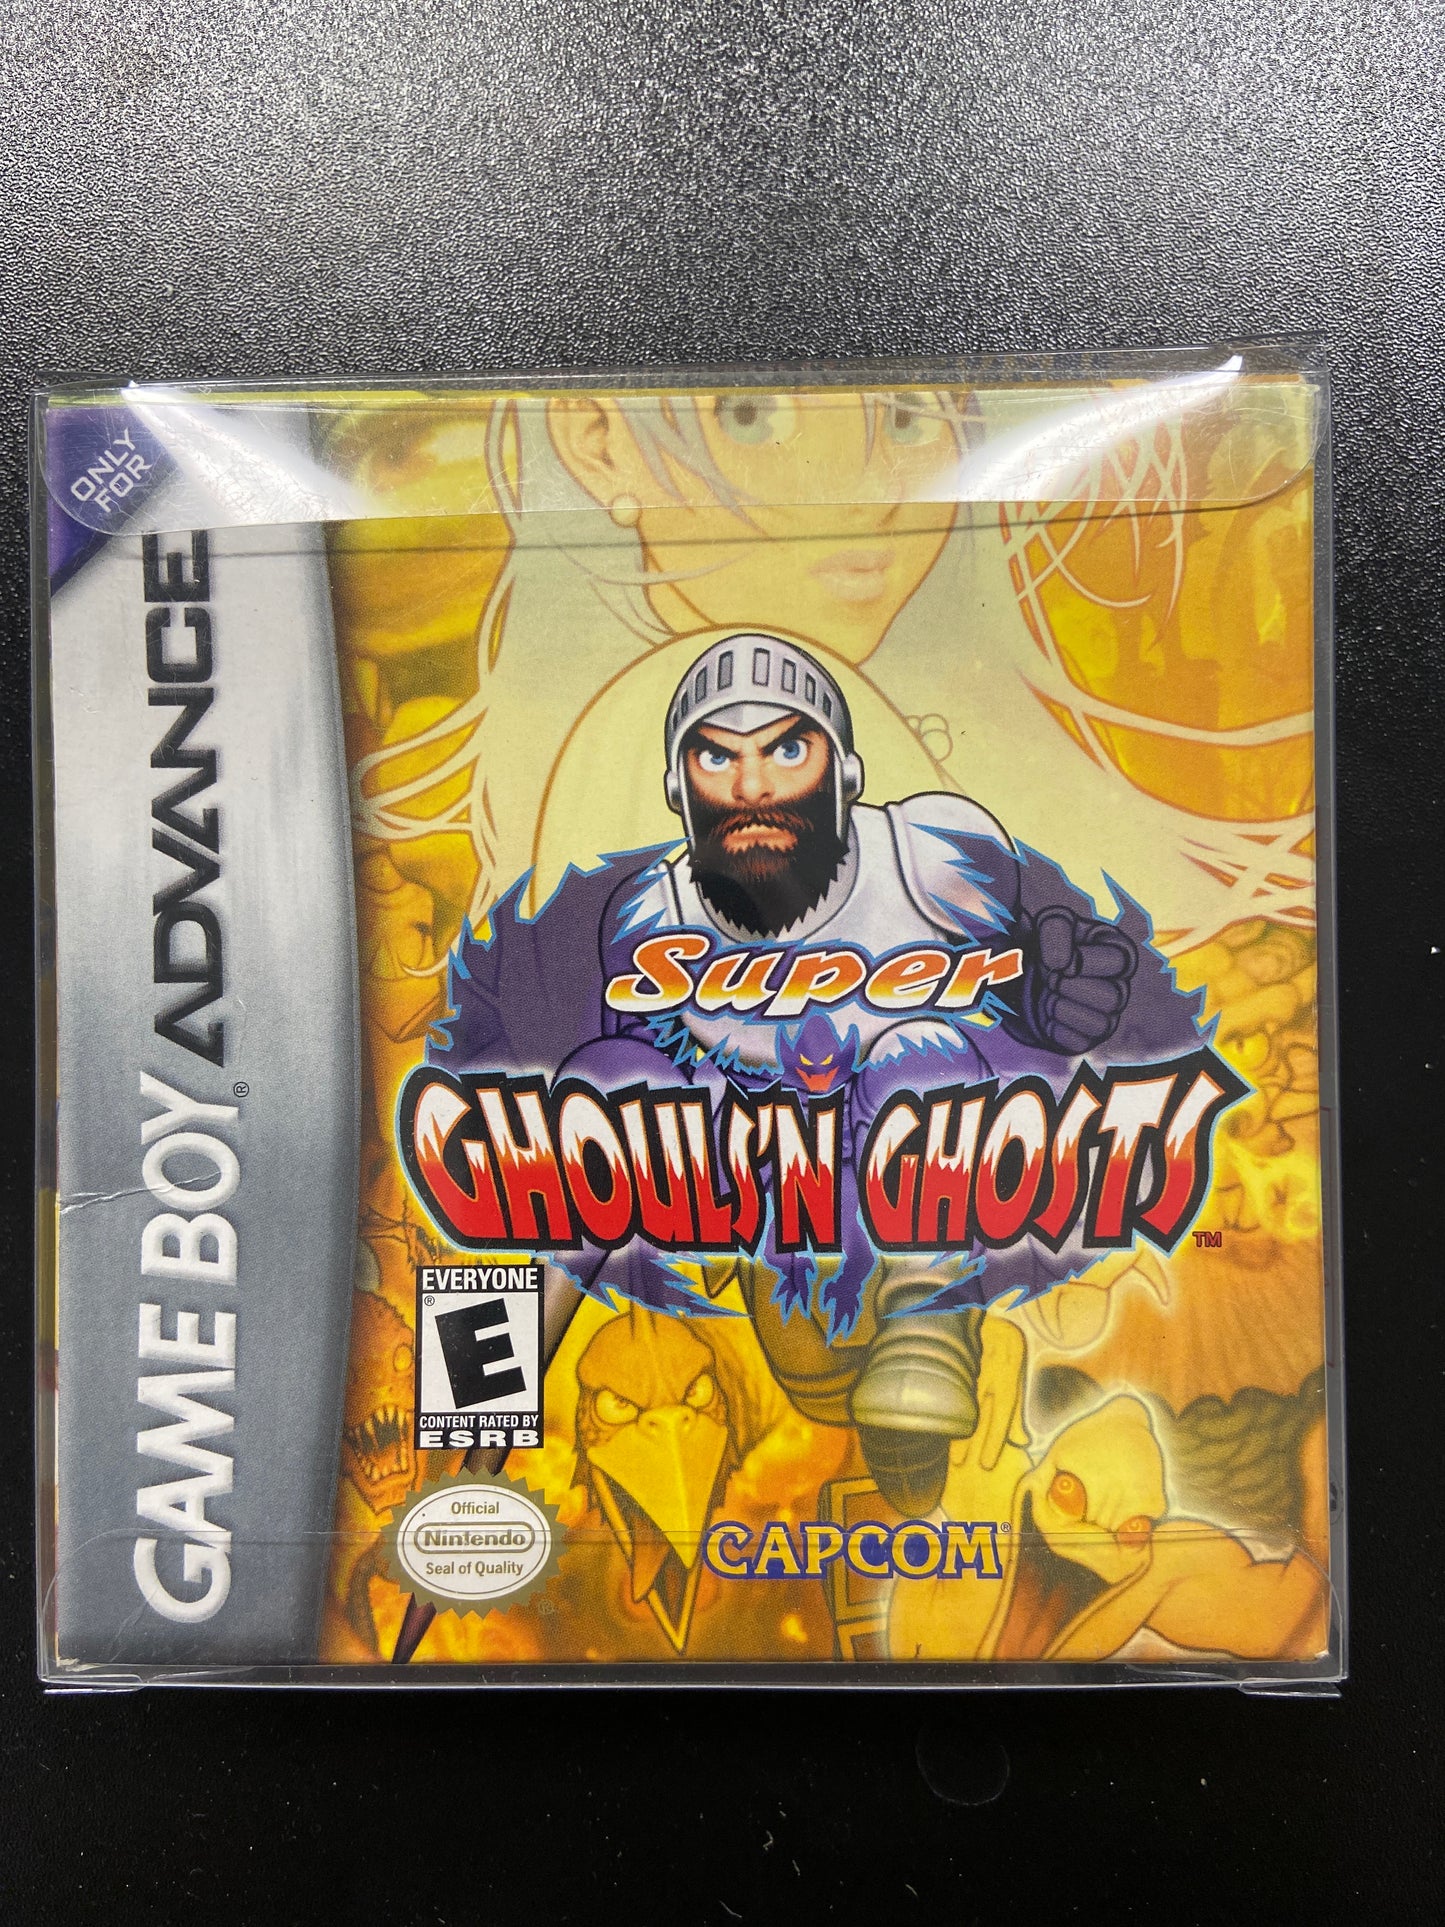 ONLY
FOR
GAME BOY ADVANCE
®
Super
GHOULS'N GHOSTS
TM
EVERYONE
®
E
CONTENT RATED BY
ESRB
Official
Nintendo
Seal of Quality
®
CAPCOM®